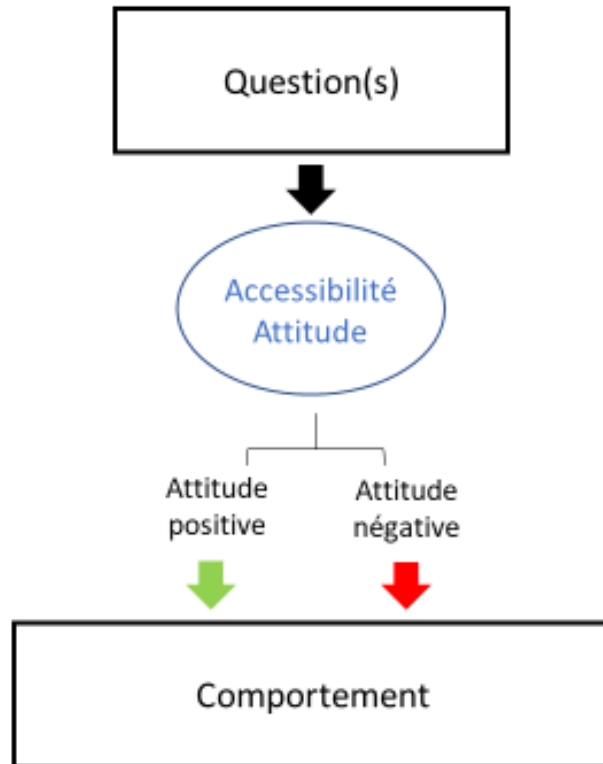 Question(s)
Accessibilité
Attitude
Attitude
positive
Attitude
négative
Comportement